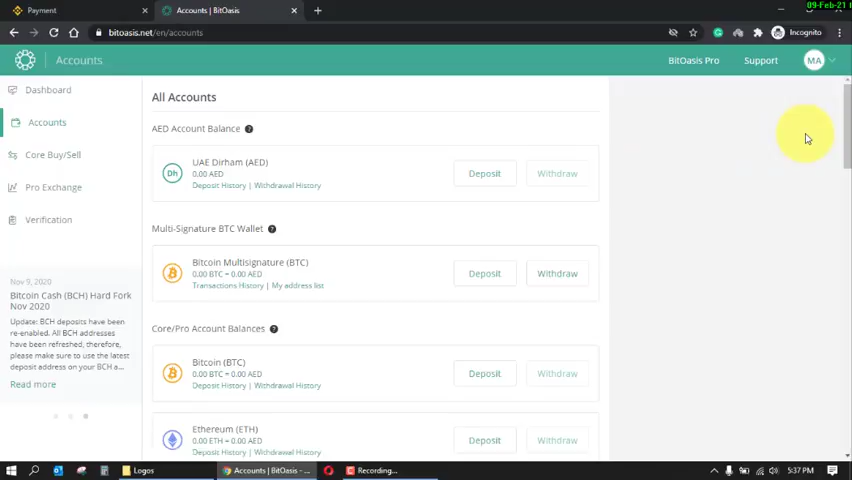 09-Feb-21
Payment
Accounts | BitOasis
bitoasis.net/en/accounts
Incognito
Accounts
BitOasis Pro
Support
MA
Dashboard
Accounts
Core Buy/Sell
Pro Exchange
Verification
Nov 9, 2020
Bitcoin Cash (BCH) Hard Fork
Nov 2020
Update: BCH deposits have been
re-enabled. All BCH addresses
have been refreshed, therefore,
please make sure to use the latest
deposit address on your BCH a...
Read more
All Accounts
AED Account Balance ?
Dh
UAE Dirham (AED)
0.00 AED
Deposit History | Withdrawal History
Deposit
Withdraw
Multi-Signature BTC Wallet ?
Bitcoin Multisignature (BTC)
0.00 BTC = 0.00 AED
Transactions History | My address list
Deposit
Withdraw
Core/Pro Account Balances ?
Bitcoin (BTC)
0.00 BTC = 0.00 AED
Deposit History | Withdrawal History
Deposit
Withdraw
Ethereum (ETH)
0.00 ETH = 0.00 AED
Deposit History | Withdrawal History
Deposit
Withdraw
Logos
Accounts | BitOasis - ...
Recording...
5:37 PM